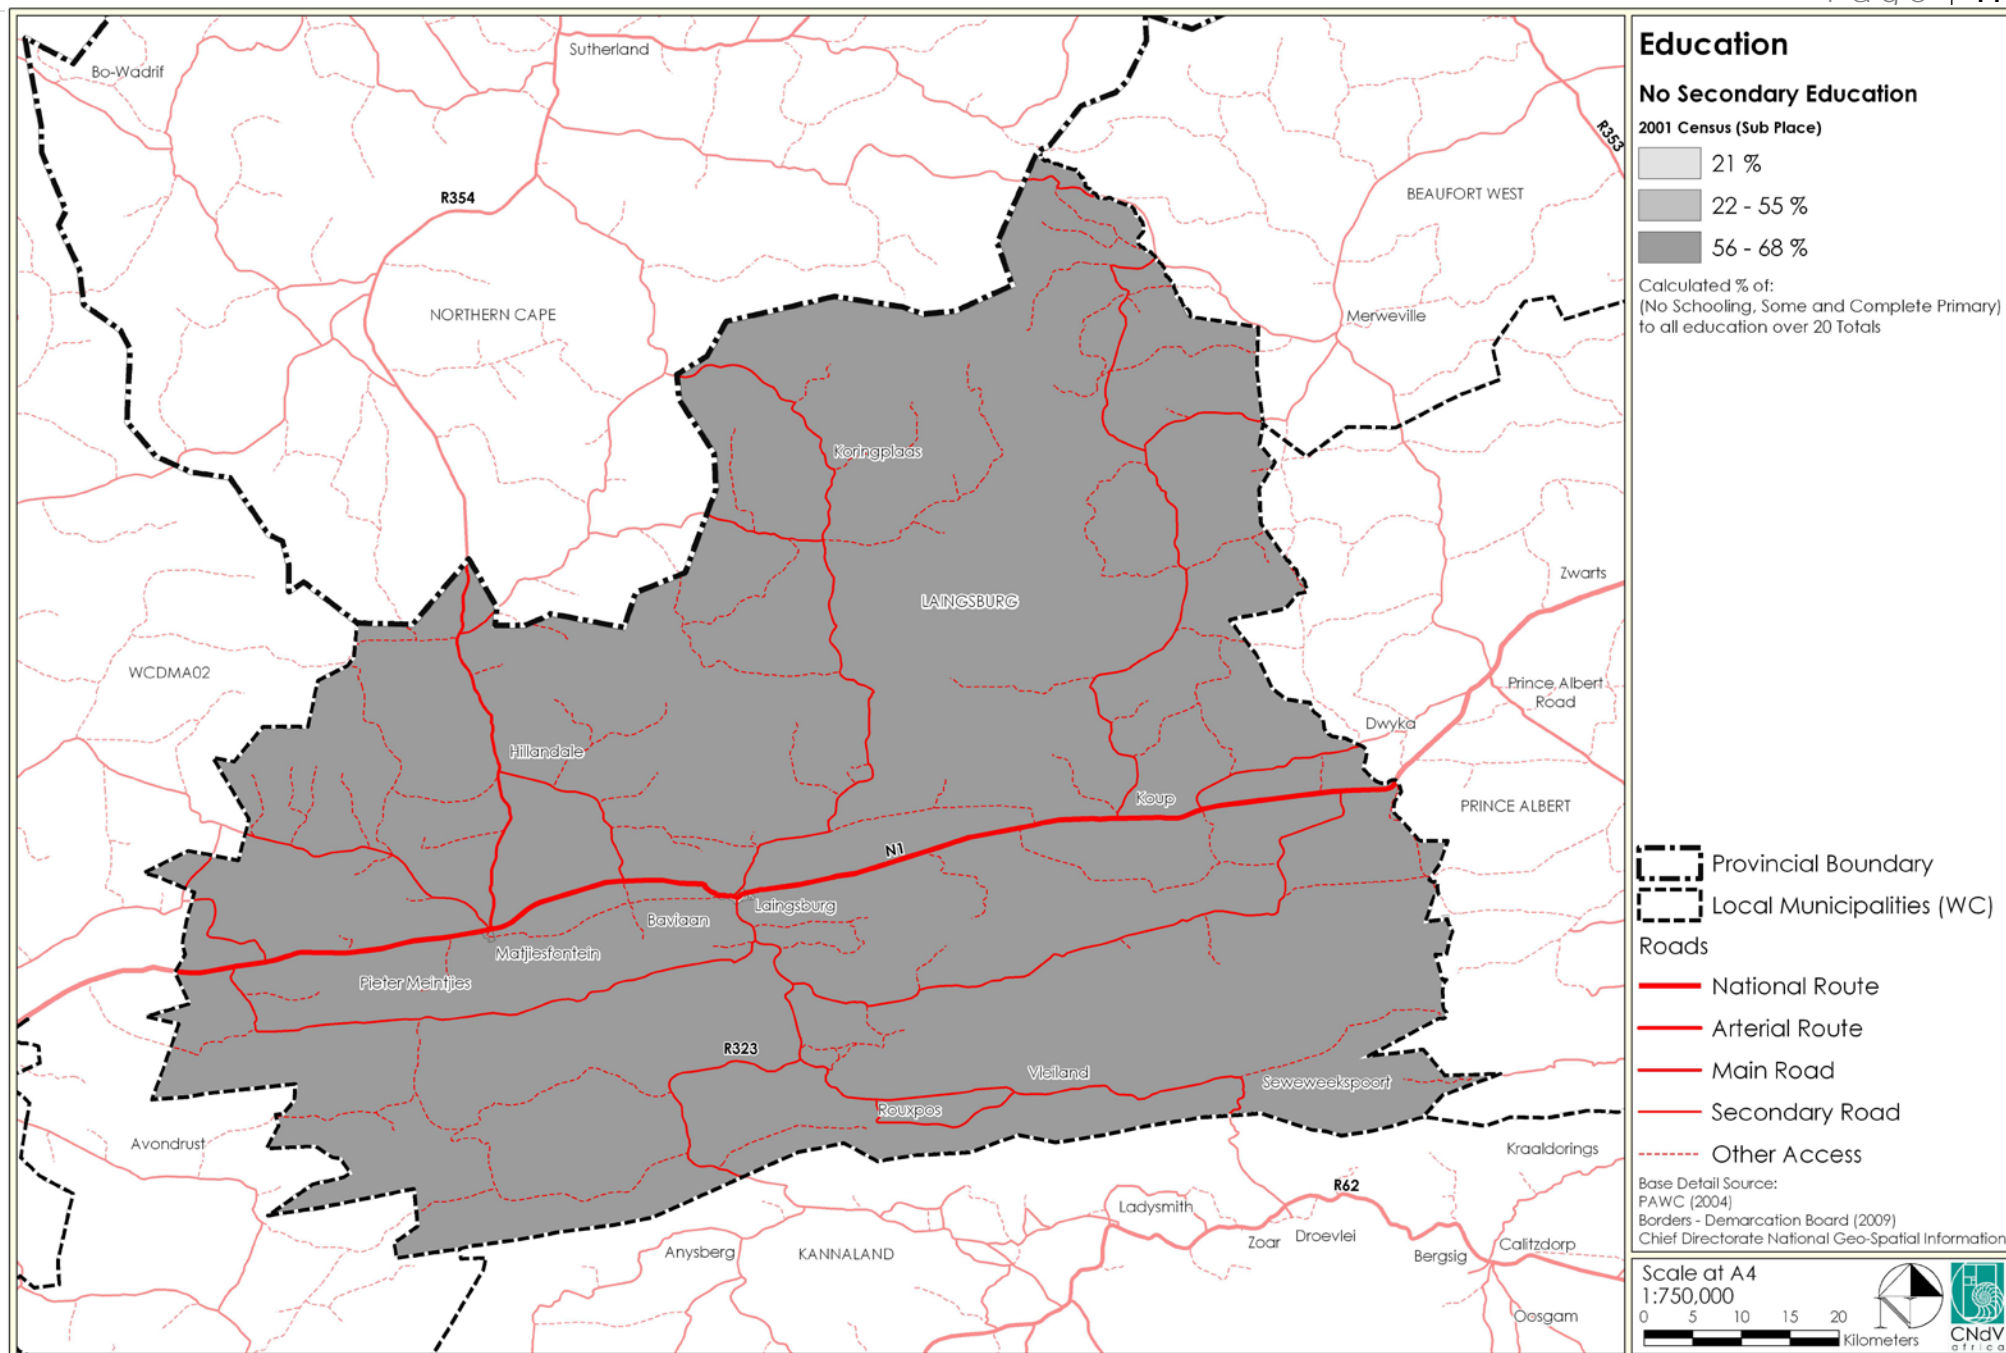 Education
No Secondary Education
2001 Census (Sub Place)
21 %
22 - 55 %
56 - 68 %
Calculated % of:
(No Schooling, Some and Complete Primary)
to all education over 20 Totals
Provincial Boundary
Local Municipalities (WC)
Roads
National Route
Arterial Route
Main Road
Secondary Road
Other Access
Base Detail Source:
PAWC (2004)
Borders - Demarcation Board (2009)
Chief Directorate National Geo-Spatial Information
Scale at A4
1:750,000
0 5 10 15 20
Kilometers
CNdV
africa
Sutherland
Bo-Wadrif
R353
R354
BEAUFORT WEST
NORTHERN CAPE
Merweville
Koringplaas
Zwarts
LAINGSBURG
WCDMA02
Prince Albert
Road
Dwyka
Hillandale
Koup
PRINCE ALBERT
N1
Laingsburg
Baviaan
Matjiesfontein
Pieter Meintjies
R323
Vleiland
Seweweekspoort
Rouxpos
Avondrust
Kraaldorings
R62
Ladysmith
Zoar
Droevlei
Anysberg
KANNALAND
Bergsig
Calitzdorp
Oosgam